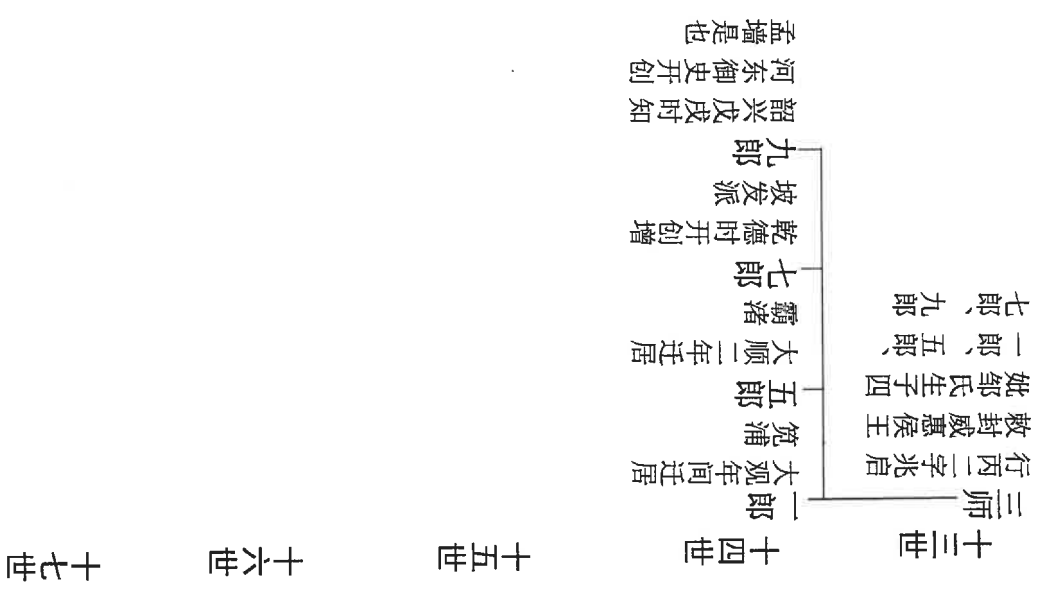 十三世
三师
行丙二字兆启
敕封威惠侯王
妣邹氏生子四
一郎、五郎、
七郎、九郎
十四世
一郎
大观年间迁居
笕浦
五郎
大顺二年迁居
霸渚
七郎
乾德时开创增
坡发派
九郎
韶兴戊戌时知
河东御史开创
孟墙是也
十五世
十六世
十七世